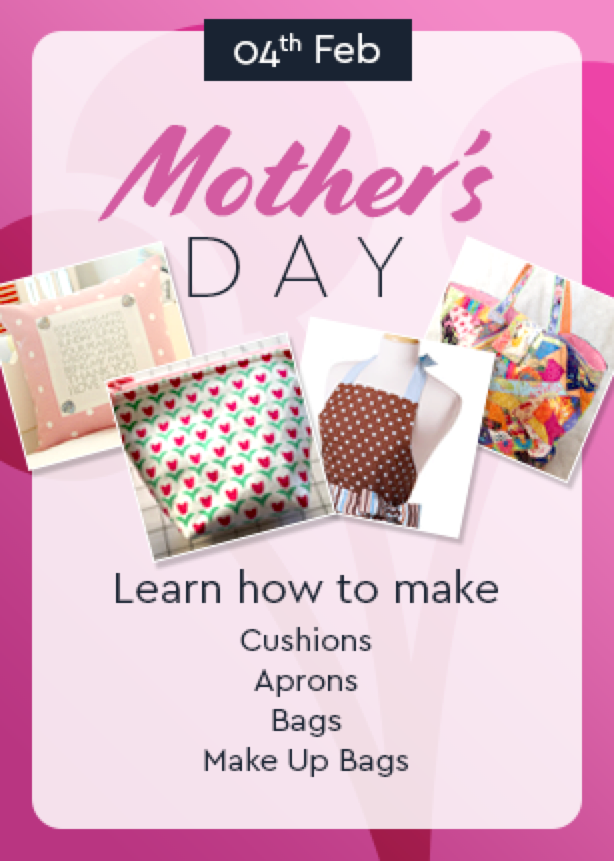 04th Feb
Mother's
DAY
Learn how to make
Cushions
Aprons
Bags
Make Up Bags